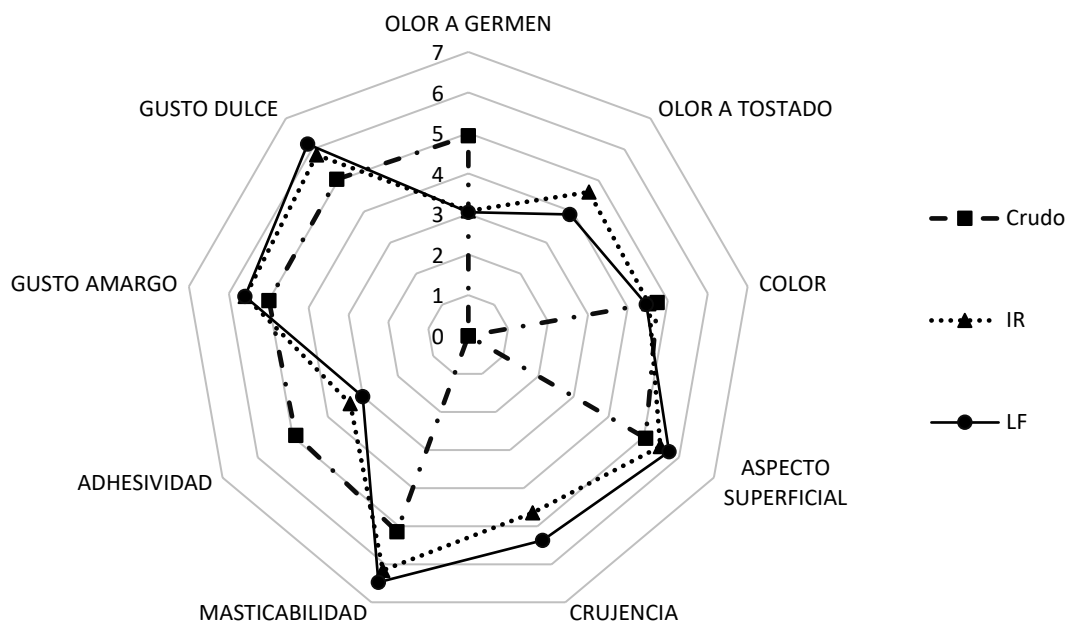 OLOR A GERMEN
7
6
5
4
3
2
1
0
OLOR A TOSTADO
COLOR
ASPECTO
SUPERFICIAL
CRUJENCIA
MASTICABILIDAD
ADHESIVIDAD
GUSTO AMARGO
GUSTO DULCE
Crudo
IR
LF